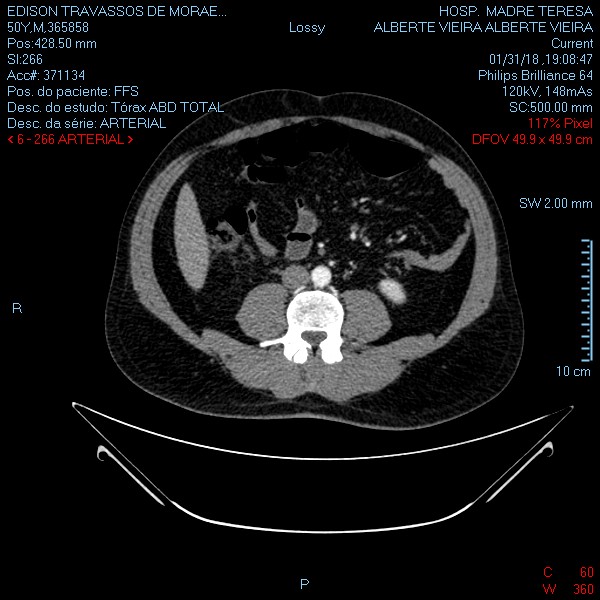 EDISON TRAVASSOS DE MORAE...
50Y,M,365858
Pos:428.50 mm
Sl:266
Acc#: 371134
Pos. do paciente: FFS
Desc. do estudo: Tórax ABD TOTAL
Desc. da série: ARTERIAL
< 6 - 266 ARTERIAL >
Lossy
HOSP. MADRE TERESA
ALBERTE VIEIRA ALBERTE VIEIRA
Current
01/31/18 ,19:08:47
Philips Brilliance 64
120kV, 148mAs
SC:500.00 mm
117% Pixel
DFOV 49.9 x 49.9 cm
SW 2.00 mm
R
10 cm
P
C 60
W 360